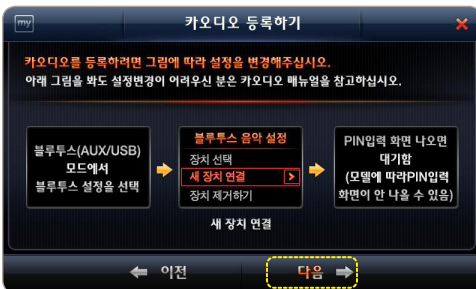 my
카오디오 등록하기
카오디오를 등록하려면 그림에 따라 설정을 변경해주십시오.
아래 그림을 봐도 설정변경이 어려우신 분은 카오디오 매뉴얼을 참고하십시오.
블루투스(AUX/USB)
모드에서
블루투스 설정을 선택
블루투스 음악 설정
장치 선택
새 장치 연결
장치 제거하기
새 장치 연결
PIN입력 화면 나오면
대기함
(모델에 따라PIN입력
화면이 안 나올 수 있음)
이전
다음